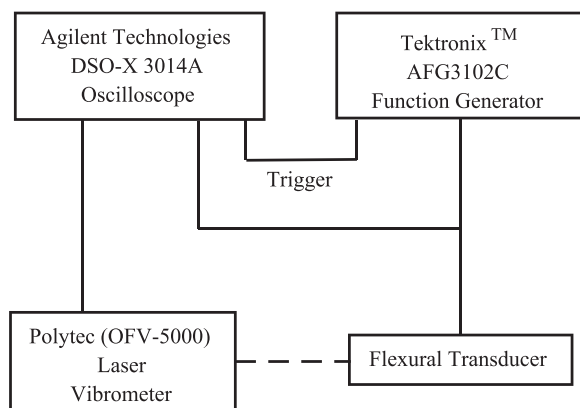 Agilent Technologies
DSO-X 3014A
Oscilloscope
Tektronix TM
AFG3102C
Function Generator
Trigger
Polytec (OFV-5000)
Laser
Vibrometer
Flexural Transducer